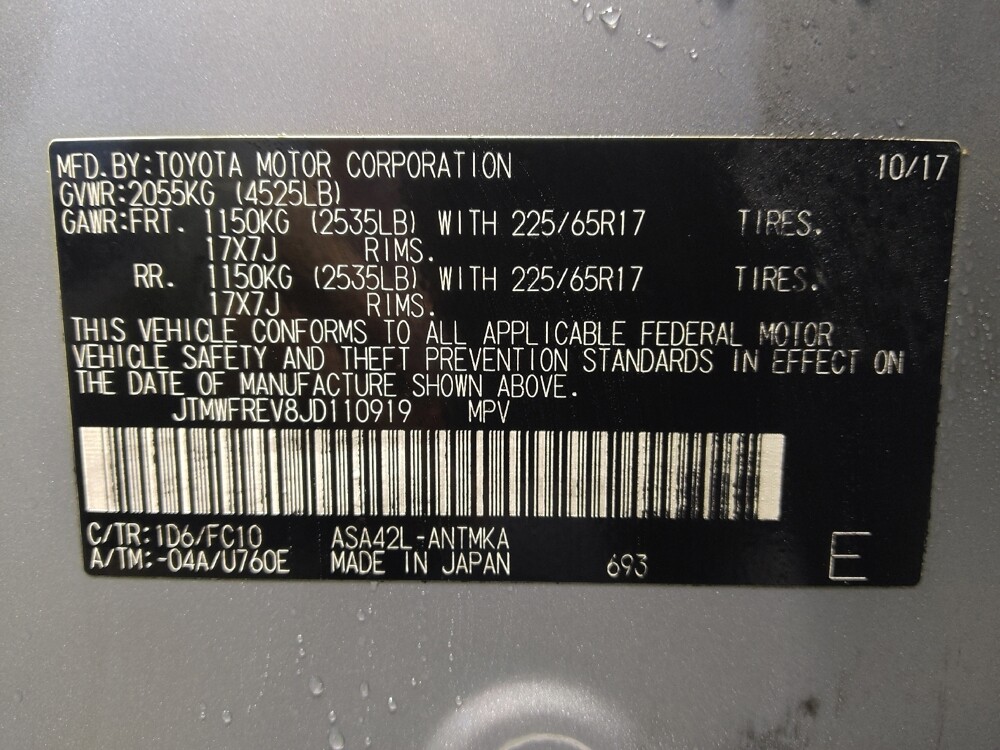 MFD.BY:TOYOTA MOTOR CORPORATION 10/17
GVWR:2055KG (4525LB)
GAWR:FRT. 1150KG (2535LB) WITH 225/65R17 TIRES.
17X7J RIMS.
RR. 1150KG (2535LB) WITH 225/65R17 TIRES.
17X7J RIMS.
THIS VEHICLE CONFORMS TO ALL APPLICABLE FEDERAL MOTOR
VEHICLE SAFETY AND THEFT PREVENTION STANDARDS IN EFFECT ON
THE DATE OF MANUFACTURE SHOWN ABOVE.
JTMWFREV8JD110919 MPV
C/TR:1D6/FC10 ASA42L-ANTMKA
A/TM:-04A/U760E MADE IN JAPAN 693 E